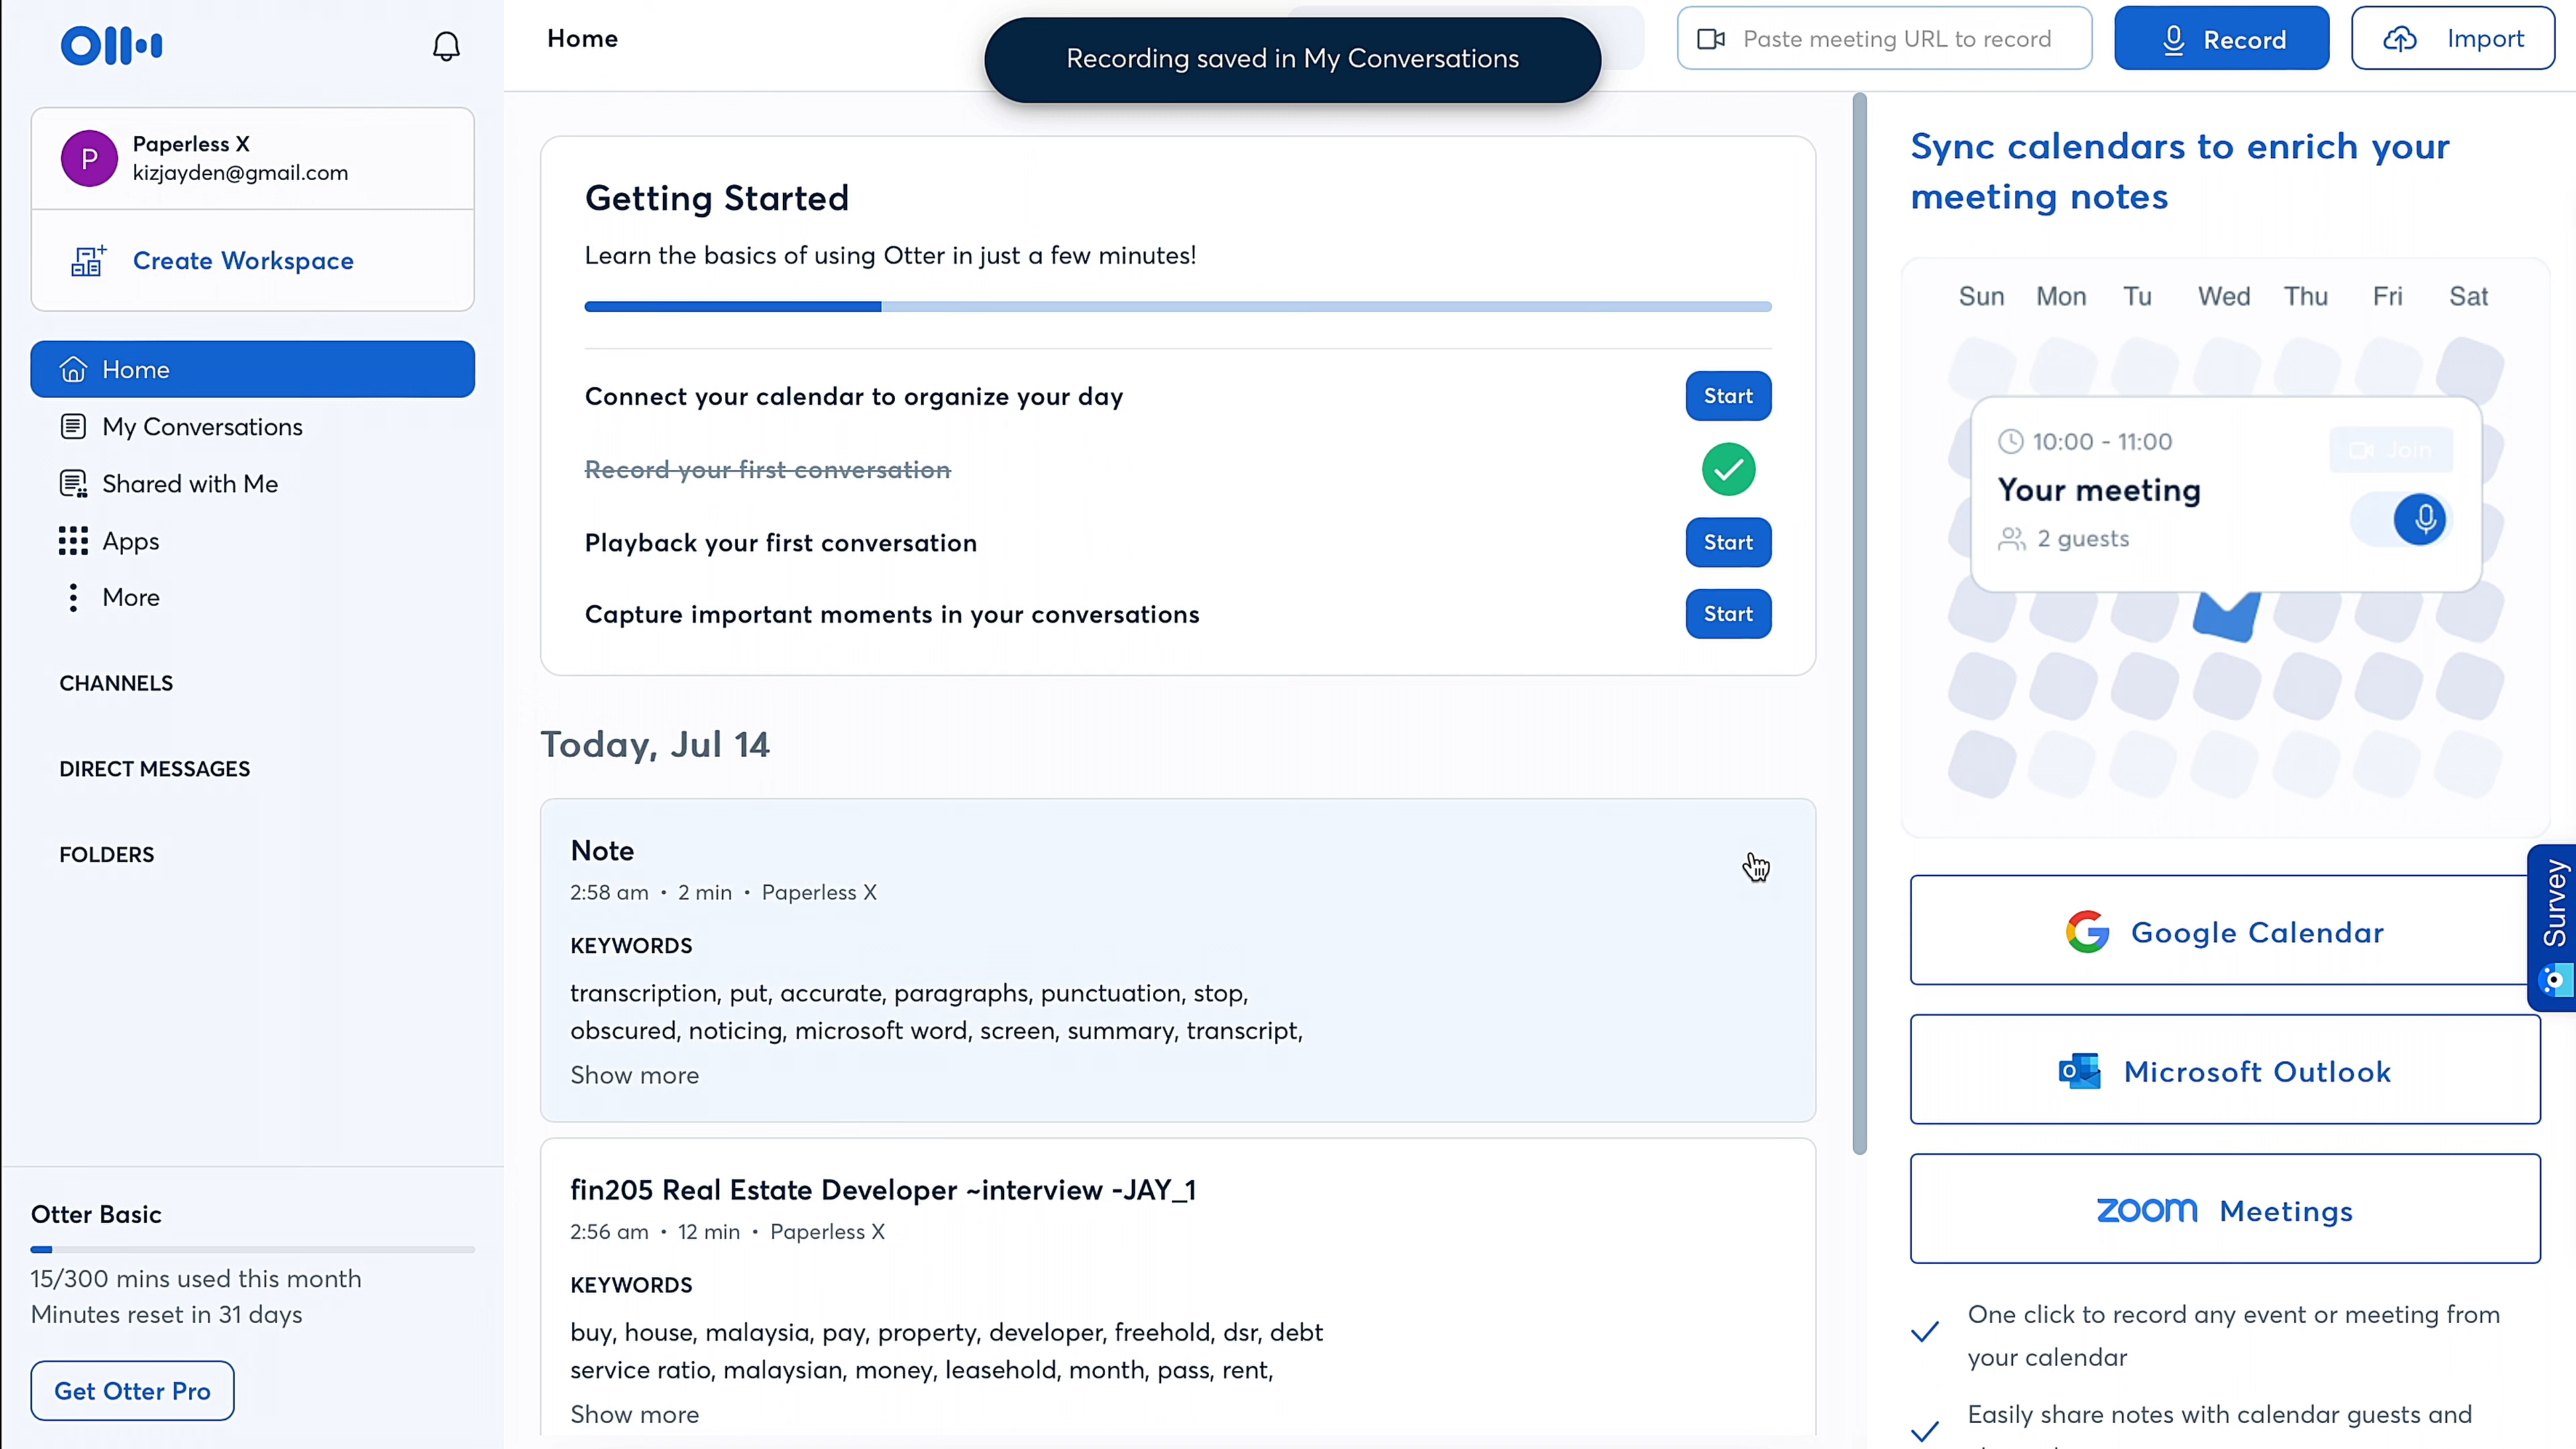 Paperless X
kizjayden@gmail.com
Create Workspace
Home
My Conversations
Shared with Me
Apps
More
CHANNELS
DIRECT MESSAGES
FOLDERS
Otter Basic
15/300 mins used this month
Minutes reset in 31 days
Get Otter Pro
Home
Recording saved in My Conversations
Paste meeting URL to record
Record
Import
Getting Started
Learn the basics of using Otter in just a few minutes!
Connect your calendar to organize your day
Start
Record your first conversation
Playback your first conversation
Start
Capture important moments in your conversations
Start
Today, Jul 14
Note
2:58 am • 2 min • Paperless X
KEYWORDS
transcription, put, accurate, paragraphs, punctuation, stop,
obscured, noticing, microsoft word, screen, summary, transcript,
Show more
fin205 Real Estate Developer ~interview -JAY_1
2:56 am • 12 min • Paperless X
KEYWORDS
buy, house, malaysia, pay, property, developer, freehold, dsr, debt
service ratio, malaysian, money, leasehold, month, pass, rent,
Show more
Sync calendars to enrich your
meeting notes
Sun Mon Tu Wed Thu Fri Sat
10:00 - 11:00
Join
Your meeting
2 guests
Google Calendar
Microsoft Outlook
zoom Meetings
One click to record any event or meeting from
your calendar
Easily share notes with calendar guests and
Survey
P